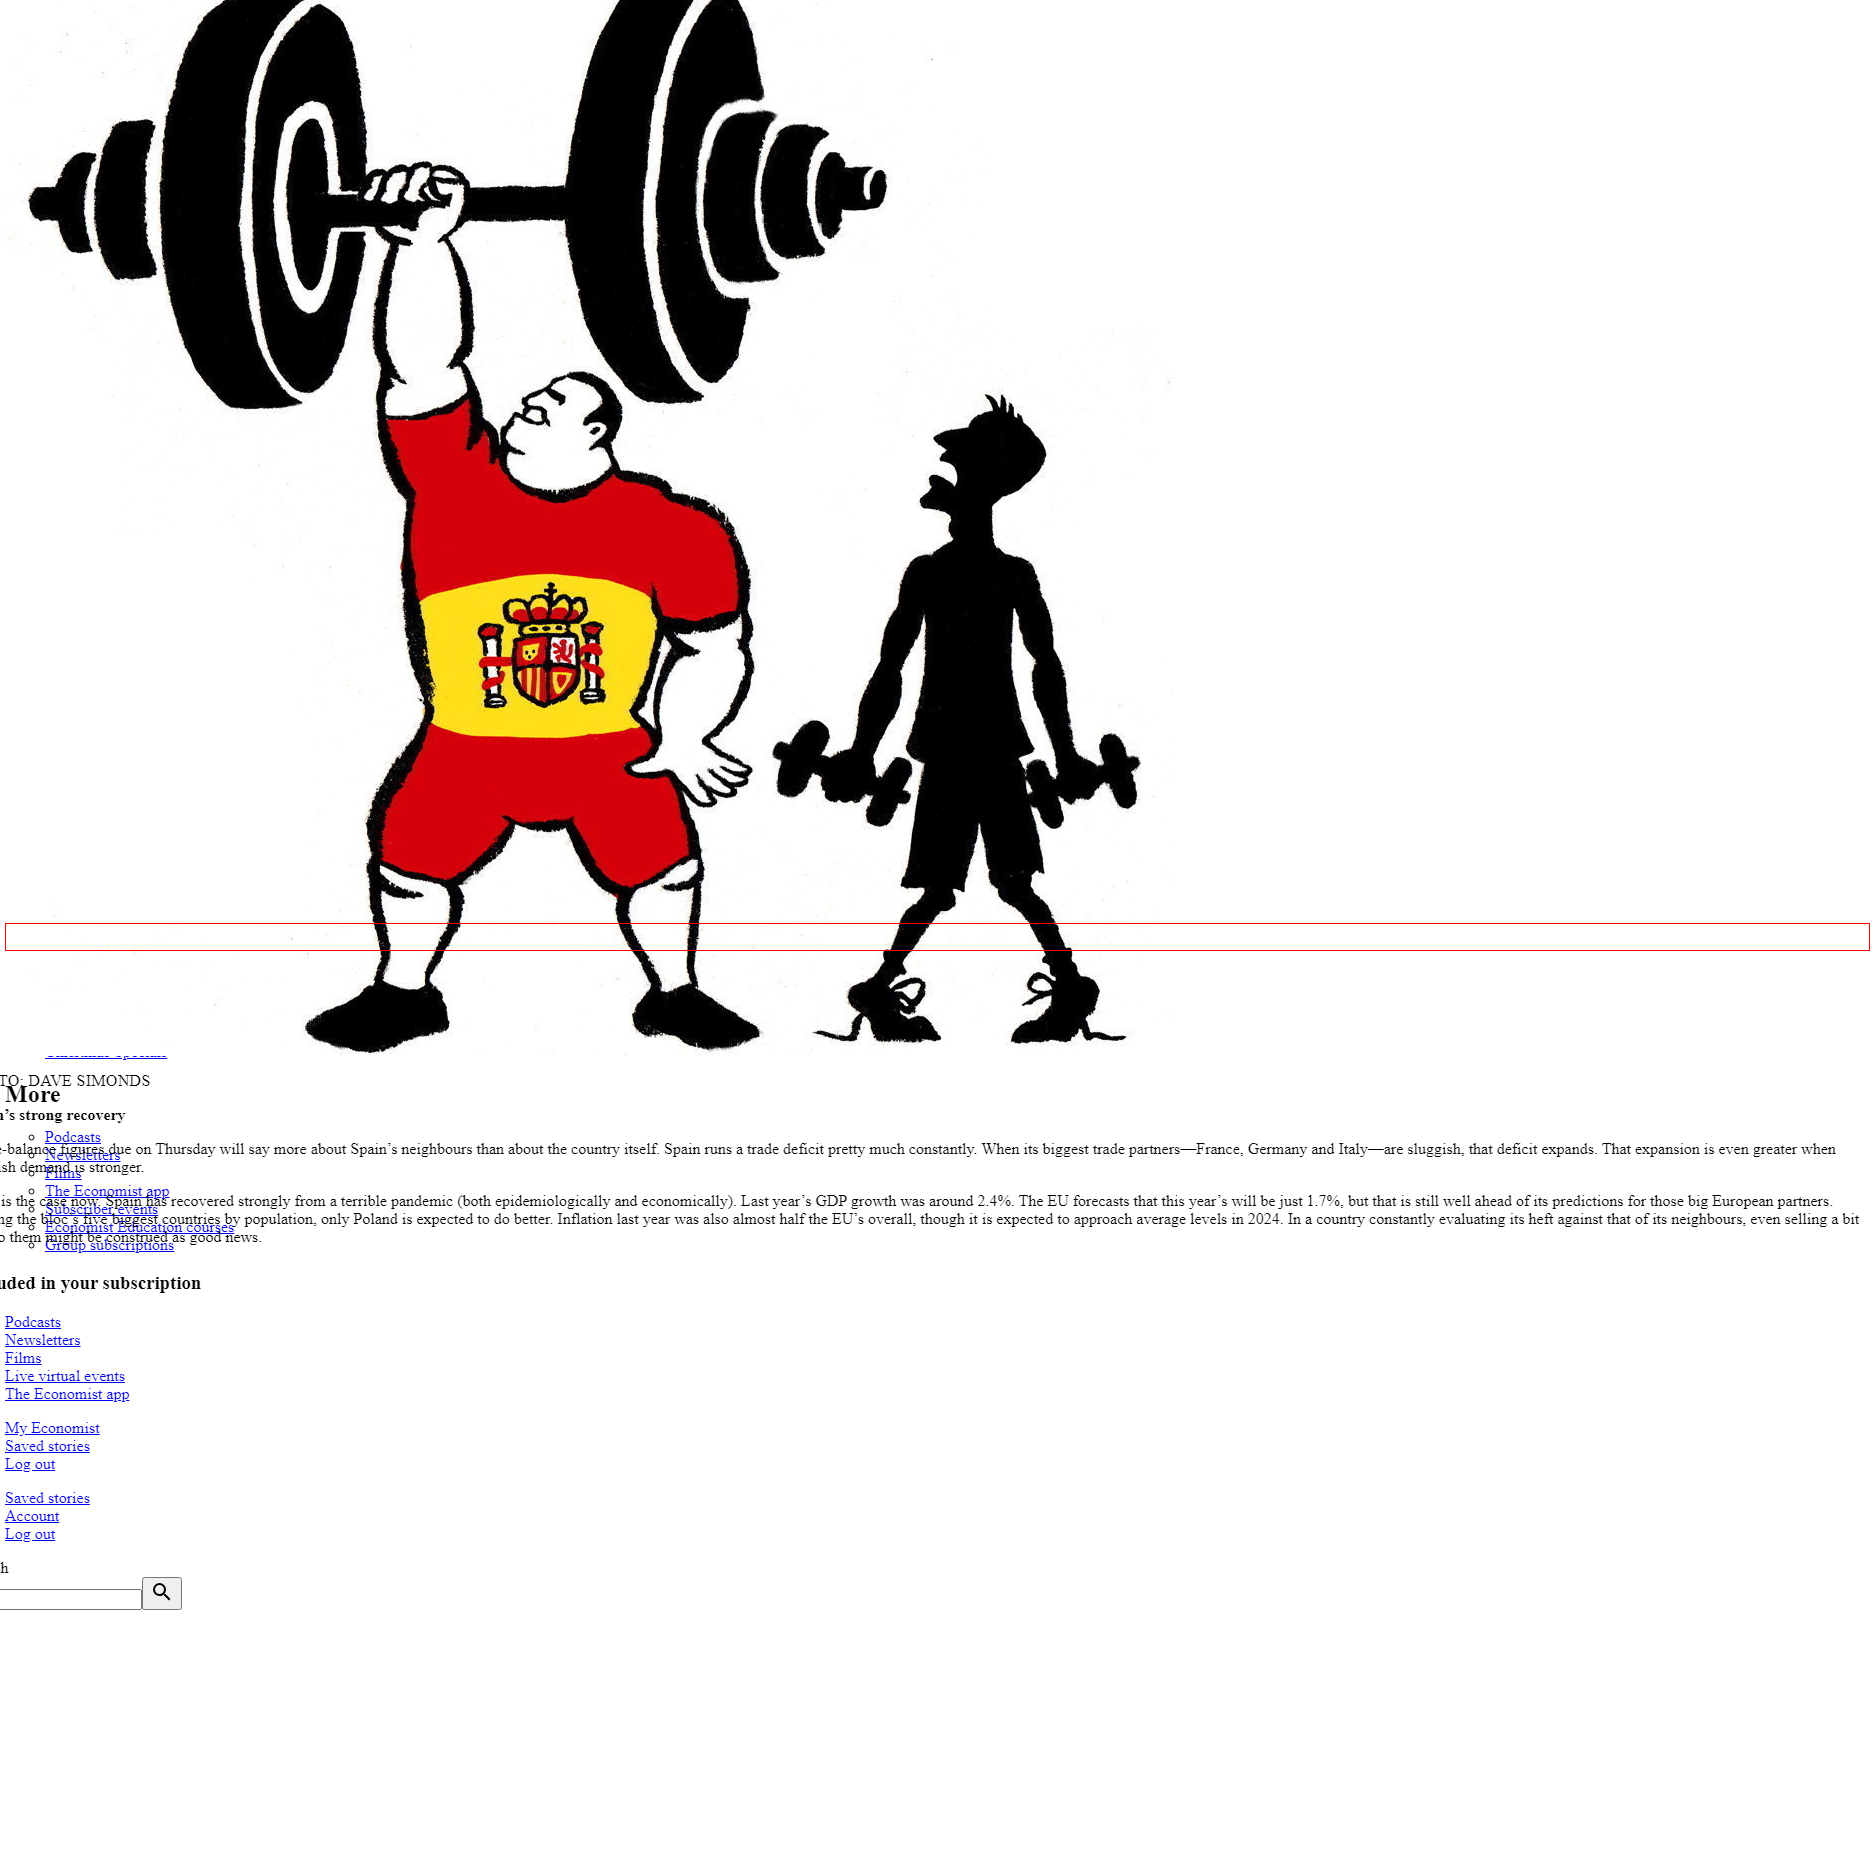 TO: DAVE SIMONDS
More
n’s strong recovery
Podcasts
e-balance figures due on Thursday will say more about Spain’s neighbours than about the country itself. Spain runs a trade deficit pretty much constantly. When its biggest trade partners—France, Germany and Italy—are sluggish, that deficit expands. That expansion is even greater when
Newsletters
ish demand is stronger.
Films
The Economist app
is the case now. Spain has recovered strongly from a terrible pandemic (both epidemiologically and economically). Last year’s GDP growth was around 2.4%. The EU forecasts that this year’s will be just 1.7%, but that is still well ahead of its predictions for those big European partners.
Subscriber events
ng the bloc’s five biggest countries by population, only Poland is expected to do better. Inflation last year was also almost half the EU’s overall, though it is expected to approach average levels in 2024. In a country constantly evaluating its heft against that of its neighbours, even selling a bit
Economist Education courses
o them might be construed as good news.
Group subscriptions
uded in your subscription
Podcasts
Newsletters
Films
Live virtual events
The Economist app
My Economist
Saved stories
Log out
Saved stories
Account
Log out
h